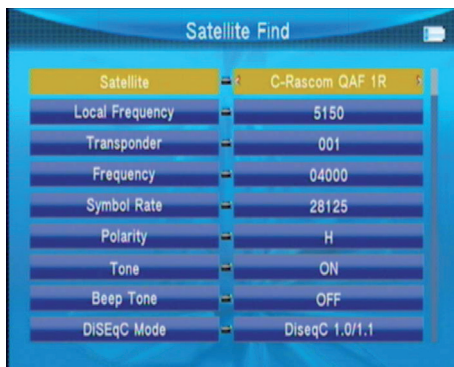 Satellite Find
Satellite C-Rascom QAF 1R
Local Frequency 5150
Transponder 001
Frequency 04000
Symbol Rate 28125
Polarity H
Tone ON
Beep Tone OFF
DiSEqC Mode DiseqC 1.0/1.1